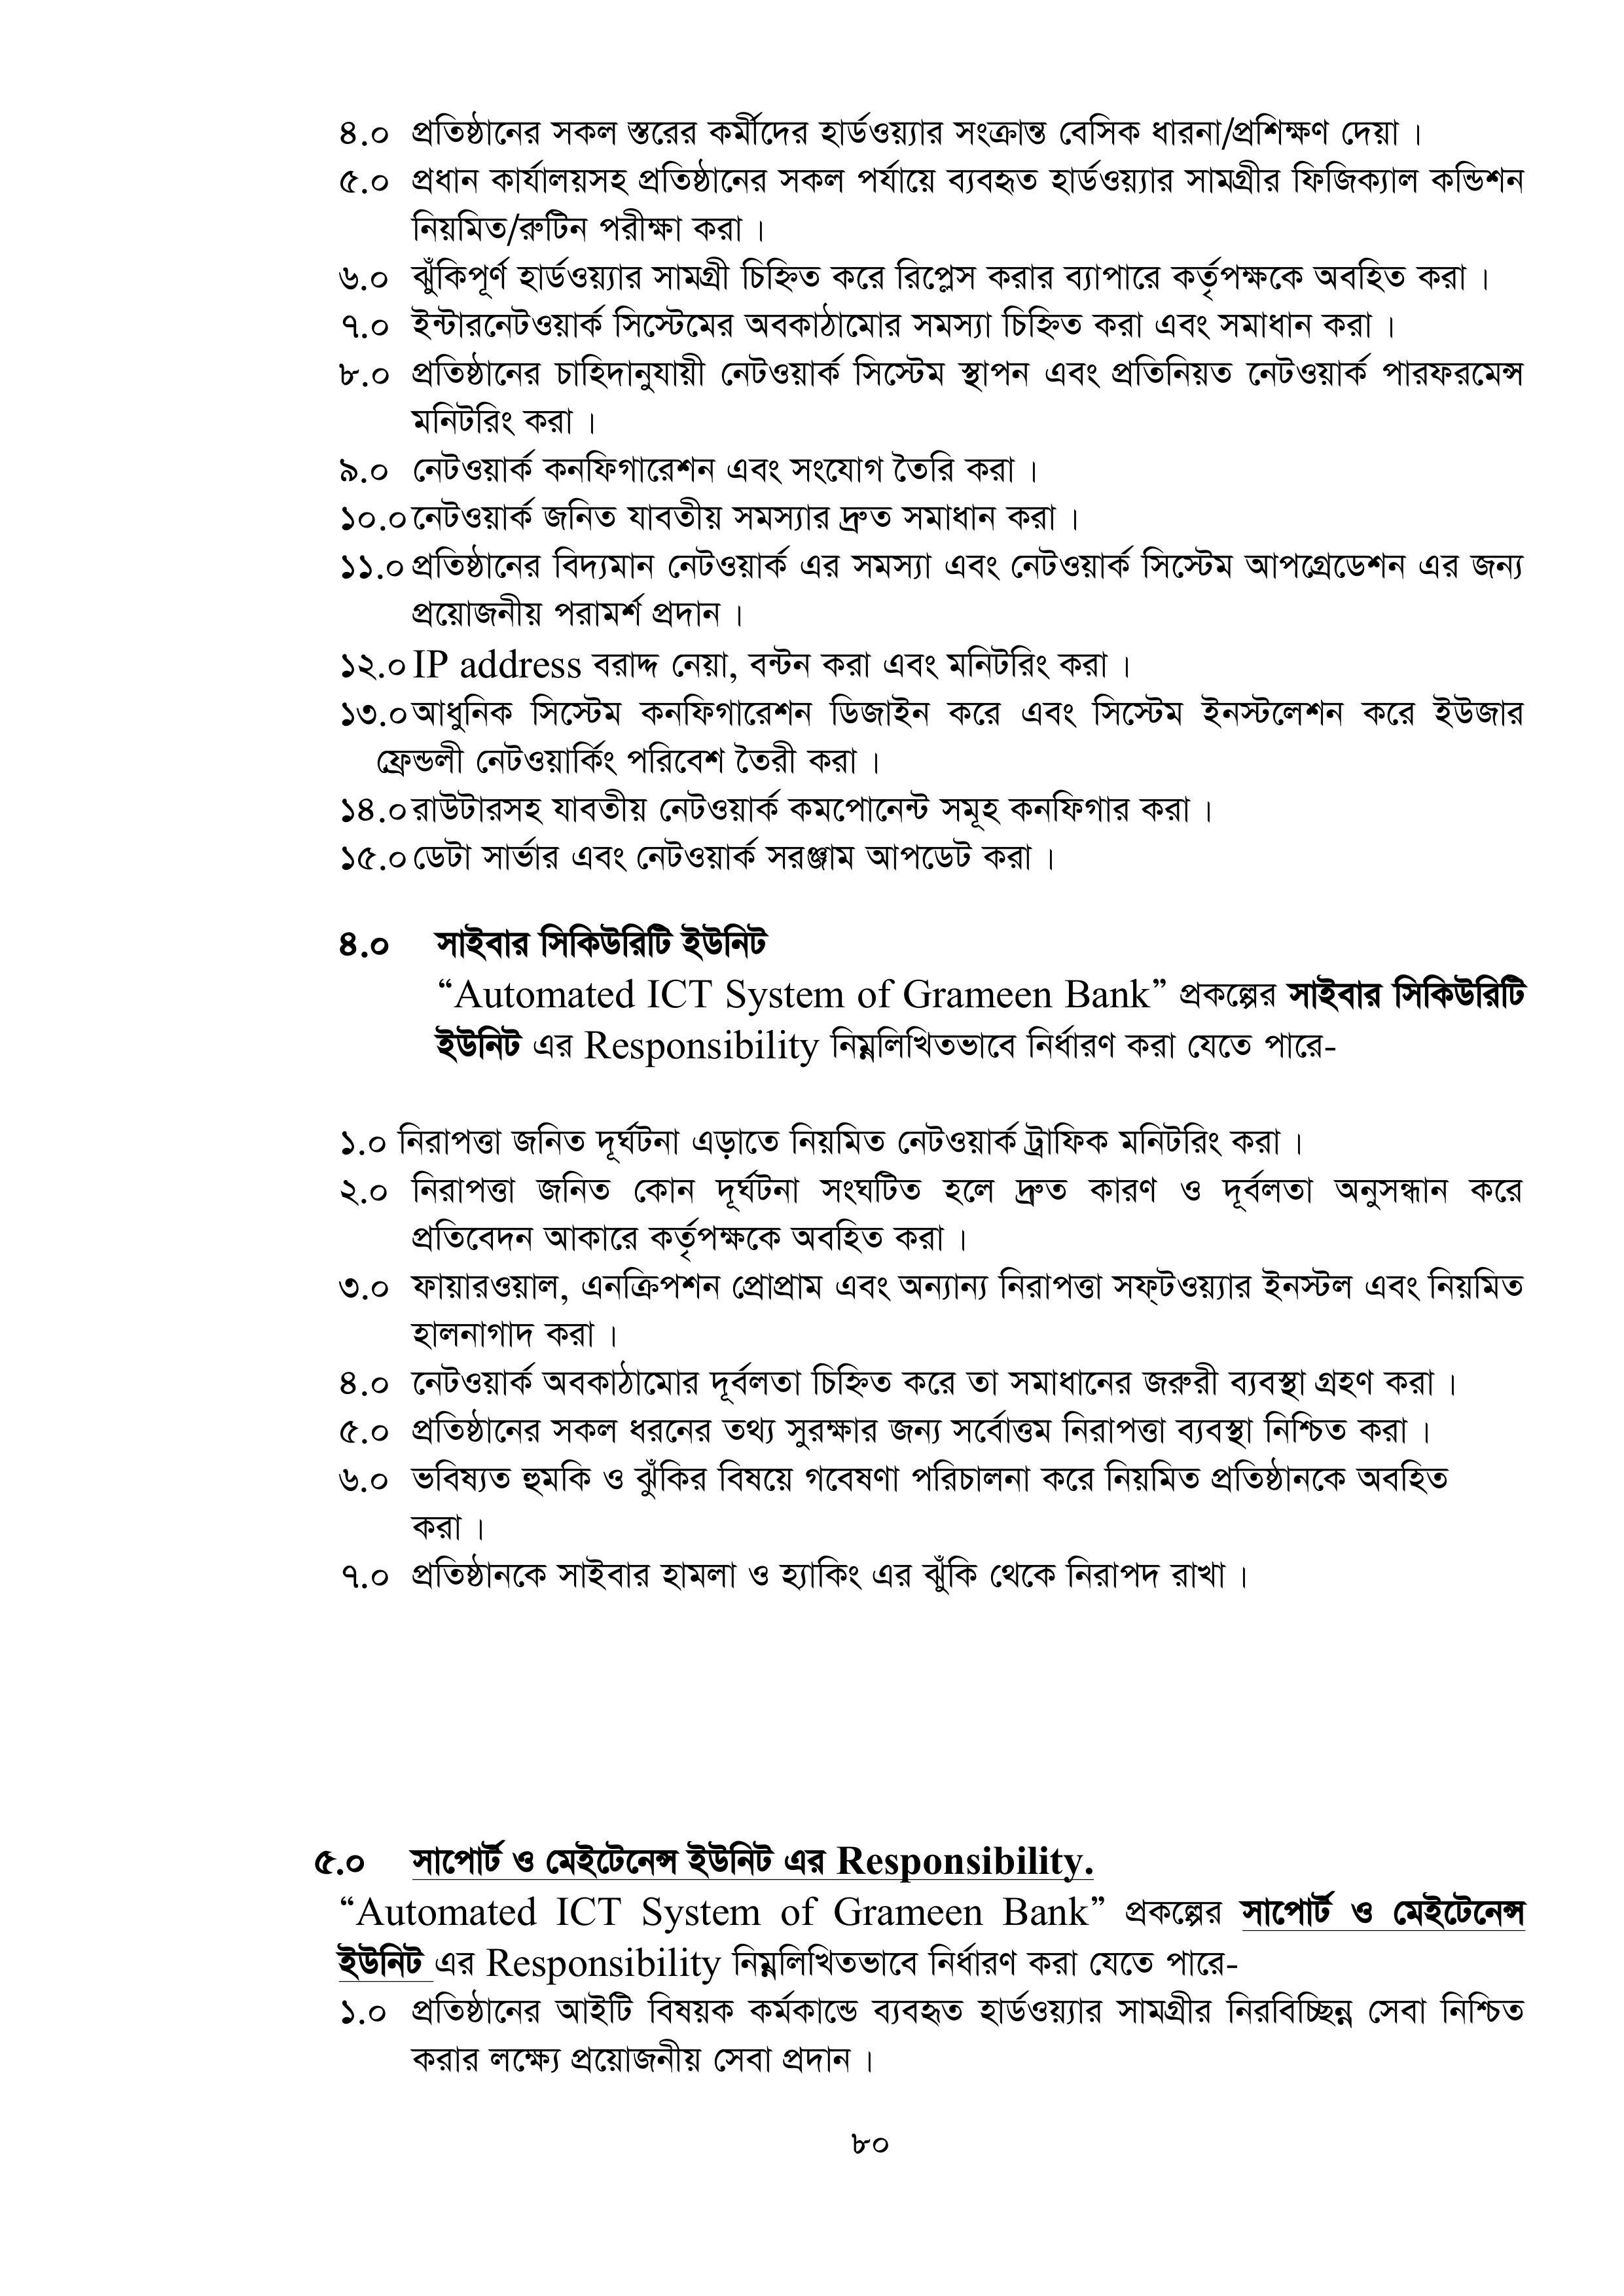 ৪.০ প্রতিষ্ঠানের সকল স্তরের কর্মীদের হার্ডওয়্যার সংক্রান্ত বেসিক ধারনা/প্রশিক্ষণ দেয়া।
৫.০ প্রধান কার্যালয়সহ প্রতিষ্ঠানের সকল পর্যায়ে ব্যবহৃত হার্ডওয়্যার সামগ্রীর ফিজিক্যাল কন্ডিশন
নিয়মিত/রুটিন পরীক্ষা করা।
৬.০ ঝুঁকিপূর্ণ হার্ডওয়্যার সামগ্রী চিহ্নিত করে রিপ্লেস করার ব্যাপারে কর্তৃপক্ষকে অবহিত করা।
৭.০ ইন্টারনেটওয়ার্ক সিস্টেমের অবকাঠামোর সমস্যা চিহ্নিত করা এবং সমাধান করা।
৮.০ প্রতিষ্ঠানের চাহিদানুযায়ী নেটওয়ার্ক সিস্টেম স্থাপন এবং প্রতিনিয়ত নেটওয়ার্ক পারফরমেন্স
মনিটরিং করা।
৯.০ নেটওয়ার্ক কনফিগারেশন এবং সংযোগ তৈরি করা।
১০.০ নেটওয়ার্ক জনিত যাবতীয় সমস্যার দ্রুত সমাধান করা।
১১.০ প্রতিষ্ঠানের বিদ্যমান নেটওয়ার্ক এর সমস্যা এবং নেটওয়ার্ক সিস্টেম আপগ্রেডেশন এর জন্য
প্রয়োজনীয় পরামর্শ প্রদান।
১২.০ IP address বরাদ্দ নেয়া, বন্টন করা এবং মনিটরিং করা।
১৩.০ আধুনিক সিস্টেম কনফিগারেশন ডিজাইন করে এবং সিস্টেম ইনস্টলেশন করে ইউজার
ফ্রেন্ডলী নেটওয়ার্কিং পরিবেশ তৈরী করা।
১৪.০ রাউটারসহ যাবতীয় নেটওয়ার্ক কমপোনেন্ট সমূহ কনফিগার করা।
১৫.০ ডেটা সার্ভার এবং নেটওয়ার্ক সরঞ্জাম আপডেট করা।
৪.০ সাইবার সিকিউরিটি ইউনিট
“Automated ICT System of Grameen Bank” প্রকল্পের সাইবার সিকিউরিটি
ইউনিট এর Responsibility নিম্নলিখিতভাবে নির্ধারণ করা যেতে পারে-
১.০ নিরাপত্তা জনিত দূর্ঘটনা এড়াতে নিয়মিত নেটওয়ার্ক ট্রাফিক মনিটরিং করা।
২.০ নিরাপত্তা জনিত কোন দূর্ঘটনা সংঘটিত হলে দ্রুত কারণ ও দূর্বলতা অনুসন্ধান করে
প্রতিবেদন আকারে কর্তৃপক্ষকে অবহিত করা।
৩.০ ফায়ারওয়াল, এনক্রিপশন প্রোপ্রাম এবং অন্যান্য নিরাপত্তা সফ্‌টওয়্যার ইনস্টল এবং নিয়মিত
হালনাগাদ করা।
৪.০ নেটওয়ার্ক অবকাঠামোর দূর্বলতা চিহ্নিত করে তা সমাধানের জরুরী ব্যবস্থা গ্রহণ করা।
৫.০ প্রতিষ্ঠানের সকল ধরনের তথ্য সুরক্ষার জন্য সর্বোত্তম নিরাপত্তা ব্যবস্থা নিশ্চিত করা।
৬.০ ভবিষ্যত হুমকি ও ঝুঁকির বিষয়ে গবেষণা পরিচালনা করে নিয়মিত প্রতিষ্ঠানকে অবহিত
করা।
৭.০ প্রতিষ্ঠানকে সাইবার হামলা ও হ্যাকিং এর ঝুঁকি থেকে নিরাপদ রাখা।
৫.০ সাপোর্ট ও মেইটেনেন্স ইউনিট এর Responsibility.
“Automated ICT System of Grameen Bank” প্রকল্পের সাপোর্ট ও মেইটেনেন্স
ইউনিট এর Responsibility নিম্নলিখিতভাবে নির্ধারণ করা যেতে পারে-
১.০ প্রতিষ্ঠানের আইটি বিষয়ক কর্মকান্ডে ব্যবহৃত হার্ডওয়্যার সামগ্রীর নিরবিচ্ছিন্ন সেবা নিশ্চিত
করার লক্ষ্যে প্রয়োজনীয় সেবা প্রদান।
৮০